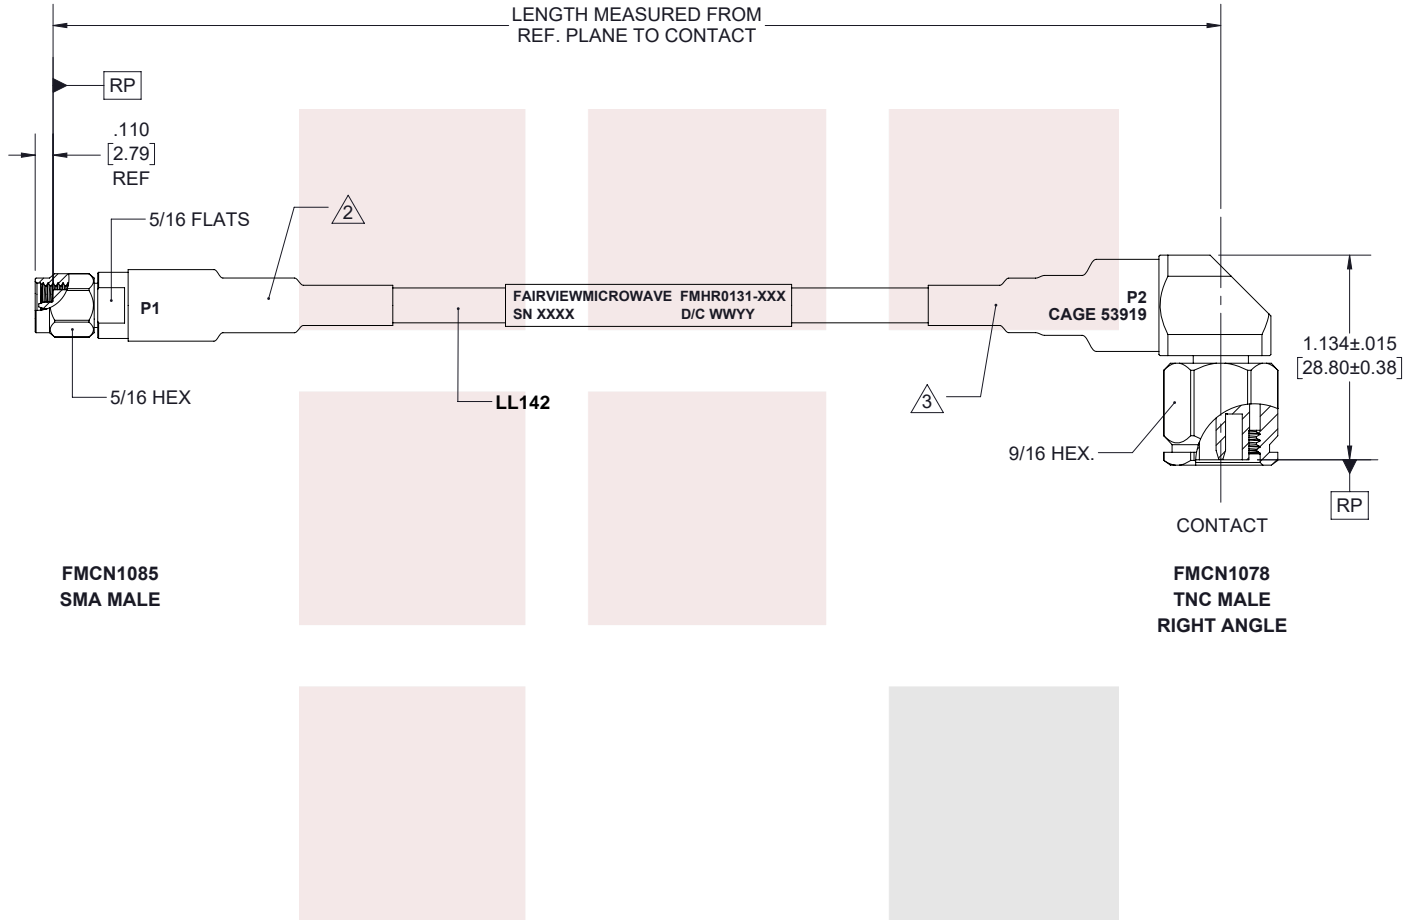 LENGTH MEASURED FROM
REF. PLANE TO CONTACT
RP
.110
[2.79]
REF
5/16 FLATS
2
P1
FAIRVIEWMICROWAVE FMHR0131-XXX
SN XXXX D/C WWYY
P2
CAGE 53919
1.134±.015
[28.80±0.38]
5/16 HEX
LL142
3
9/16 HEX.
RP
CONTACT
FMCN1085
SMA MALE
FMCN1078
TNC MALE
RIGHT ANGLE